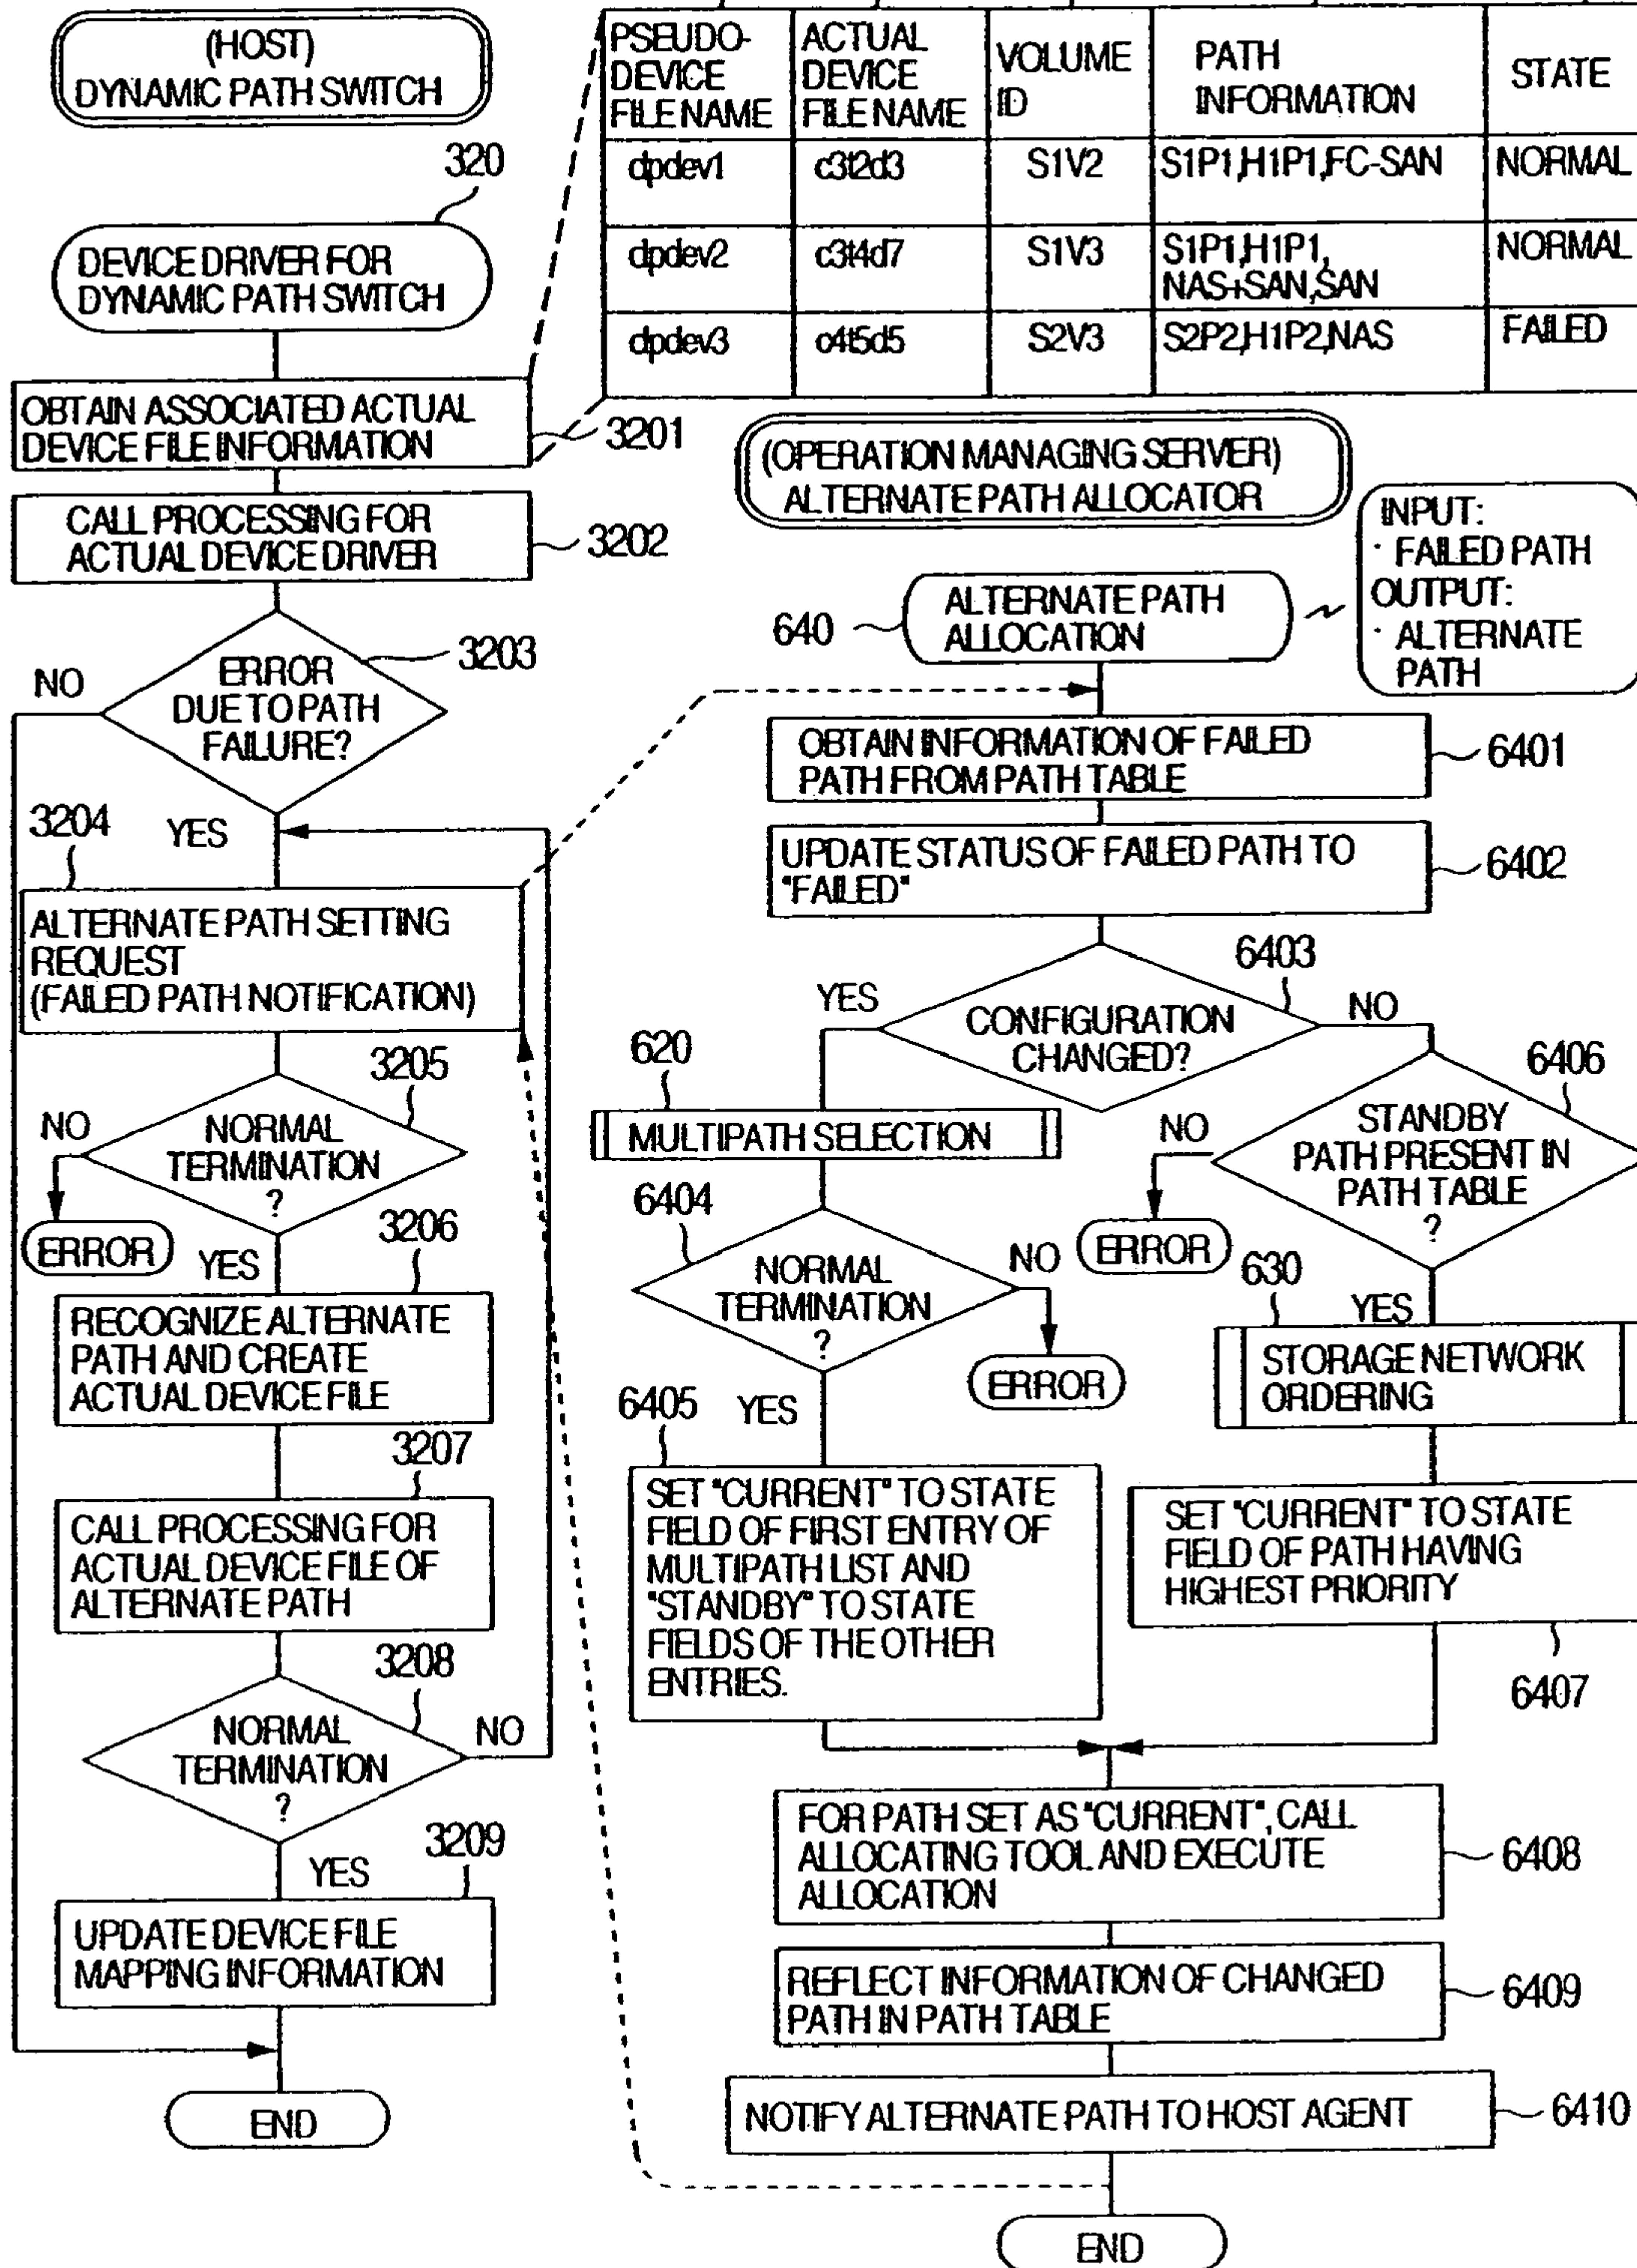 (HOST)
DYNAMIC PATH SWITCH
320
DEVICE DRIVER FOR
DYNAMIC PATH SWITCH
OBTAIN ASSOCIATED ACTUAL
DEVICE FILE INFORMATION
3201
CALL PROCESSING FOR
ACTUAL DEVICE DRIVER
3202
ERROR
DUE TO PATH
FAILURE?
3203
NO
YES
3204
ALTERNATE PATH SETTING
REQUEST
(FAILED PATH NOTIFICATION)
3205
NORMAL
TERMINATION
?
NO
ERROR
YES
3206
RECOGNIZE ALTERNATE
PATH AND CREATE
ACTUAL DEVICE FILE
3207
CALL PROCESSING FOR
ACTUAL DEVICE FILE OF
ALTERNATE PATH
3208
NORMAL
TERMINATION
?
NO
YES
3209
UPDATE DEVICE FILE
MAPPING INFORMATION
END
PSEUDO-
DEVICE
FILE NAME
ACTUAL
DEVICE
FILE NAME
VOLUME
ID
PATH
INFORMATION
STATE
dpdev1
c3t2d3
S1V2
S1P1,H1P1,FC-SAN
NORMAL
dpdev2
c3t4d7
S1V3
S1P1,H1P1,
NAS+SAN,SAN
NORMAL
dpdev3
c4t5d5
S2V3
S2P2,H1P2,NAS
FAILED
(OPERATION MANAGING SERVER)
ALTERNATE PATH ALLOCATOR
INPUT:
· FAILED PATH
OUTPUT:
· ALTERNATE
PATH
640
ALTERNATE PATH
ALLOCATION
OBTAIN INFORMATION OF FAILED
PATH FROM PATH TABLE
6401
UPDATE STATUS OF FAILED PATH TO
"FAILED"
6402
6403
CONFIGURATION
CHANGED?
YES
NO
620
MULTIPATH SELECTION
6404
NORMAL
TERMINATION
?
NO
ERROR
YES
6405
SET "CURRENT" TO STATE
FIELD OF FIRST ENTRY OF
MULTIPATH LIST AND
"STANDBY" TO STATE
FIELDS OF THE OTHER
ENTRIES.
6406
STANDBY
PATH PRESENT IN
PATH TABLE
?
NO
ERROR
YES
630
STORAGE NETWORK
ORDERING
SET "CURRENT" TO STATE
FIELD OF PATH HAVING
HIGHEST PRIORITY
6407
FOR PATH SET AS "CURRENT", CALL
ALLOCATING TOOL AND EXECUTE
ALLOCATION
6408
REFLECT INFORMATION OF CHANGED
PATH IN PATH TABLE
6409
NOTIFY ALTERNATE PATH TO HOST AGENT
6410
END